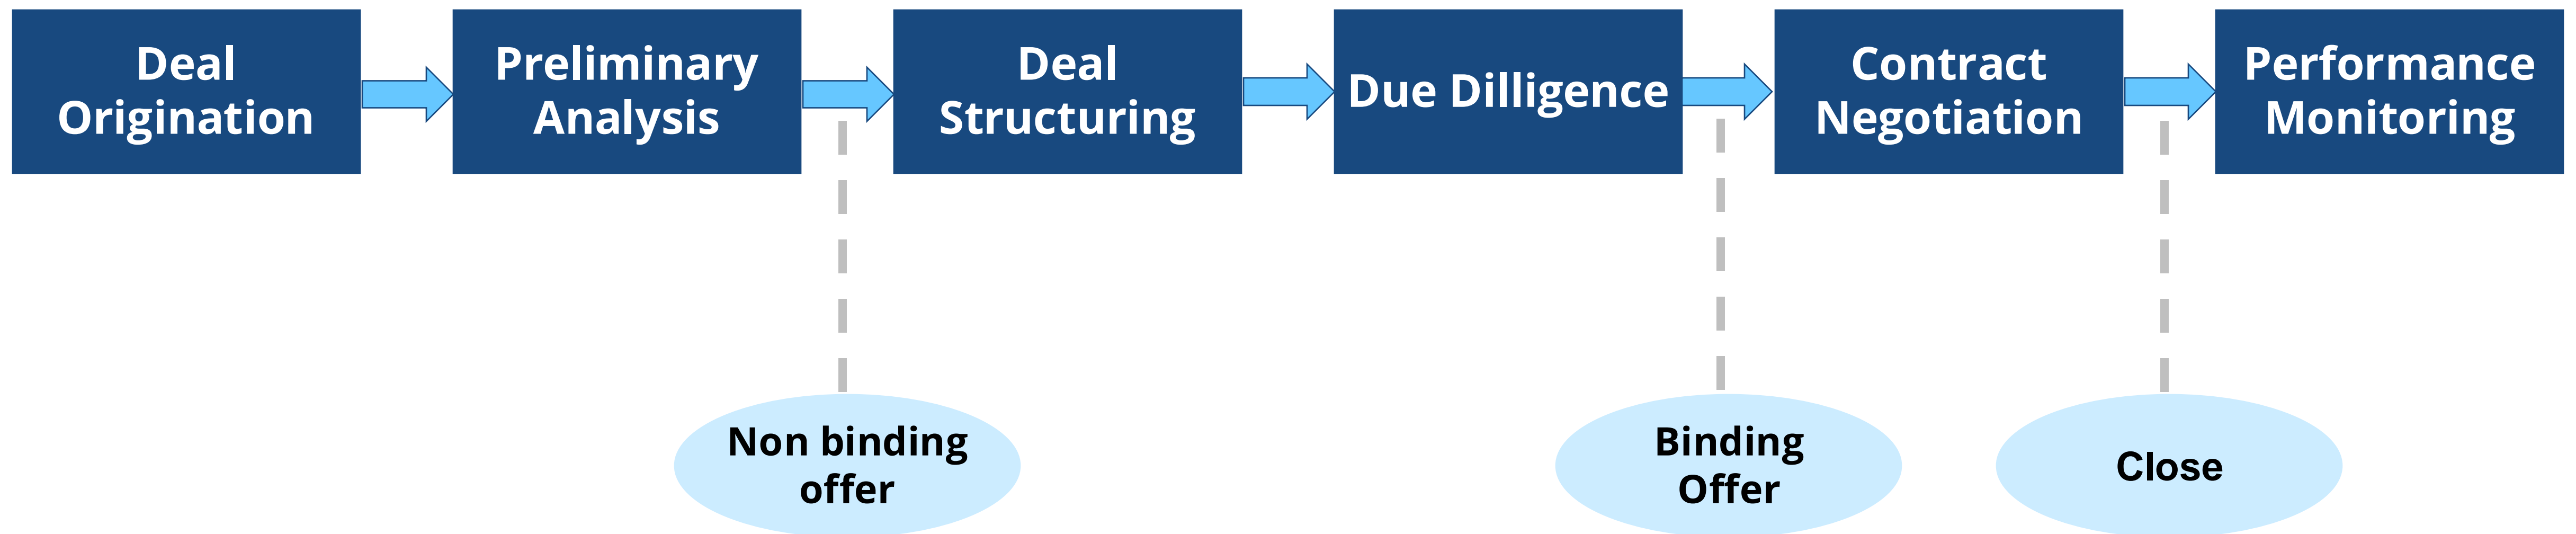 Deal
Origination
Preliminary
Analysis
Deal
Structuring
Due Dilligence
Contract
Negotiation
Performance
Monitoring
Non binding
offer
Binding
Offer
Close